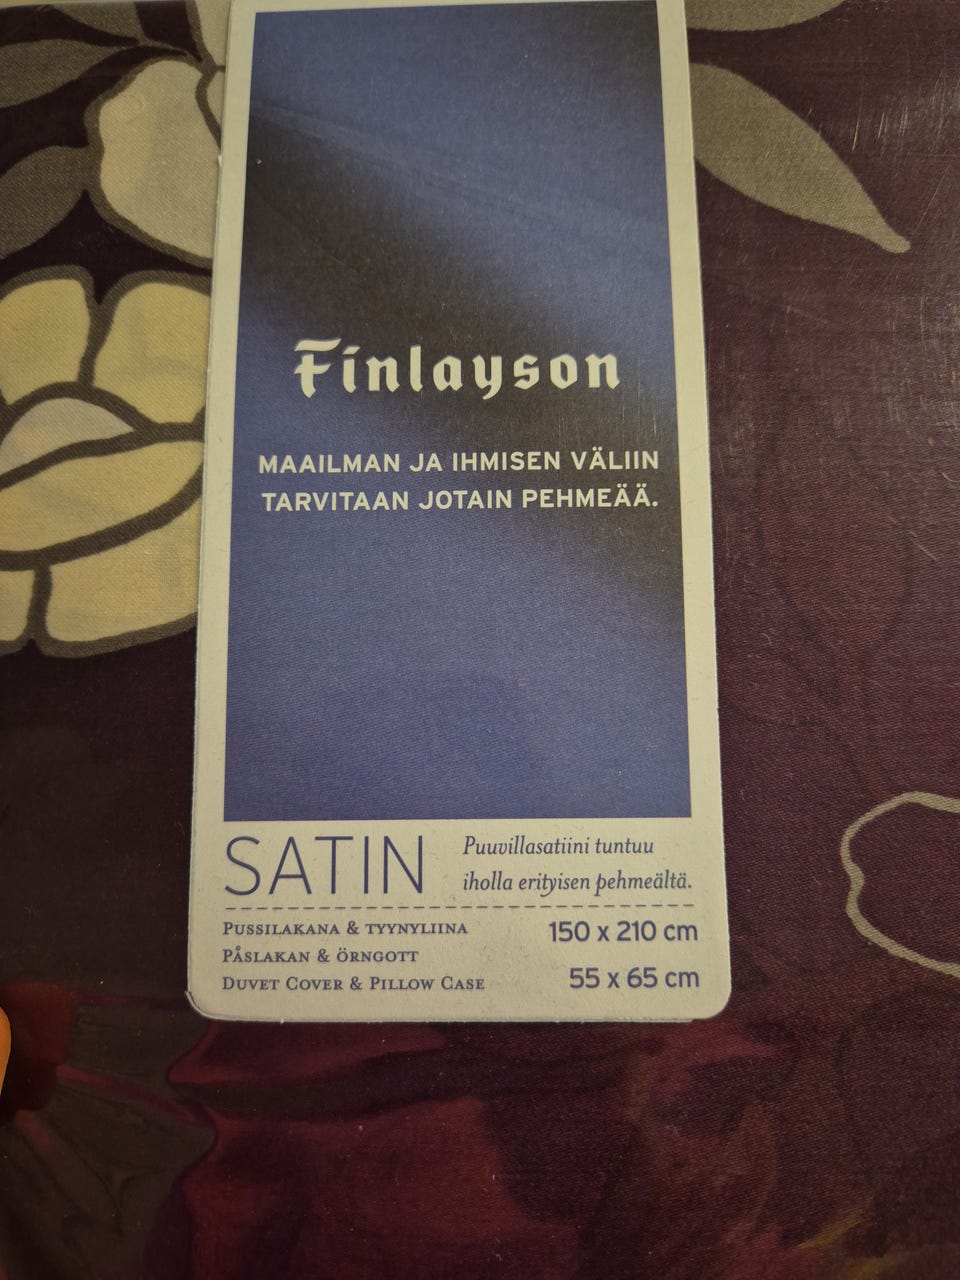 Finlayson
MAAILMAN JA IHMISEN VÄLIIN
TARVITAAN JOTAIN PEHMEÄÄ.
SATIN
Puuvillasatiini tuntuu
iholla erityisen pehmeältä.
PUSSILAKANA & TYYNYLIINA
150 x 210 cm
PÅSLAKAN & ÖRNGOTT
DUVET COVER & PILLOW CASE
55 x 65 cm